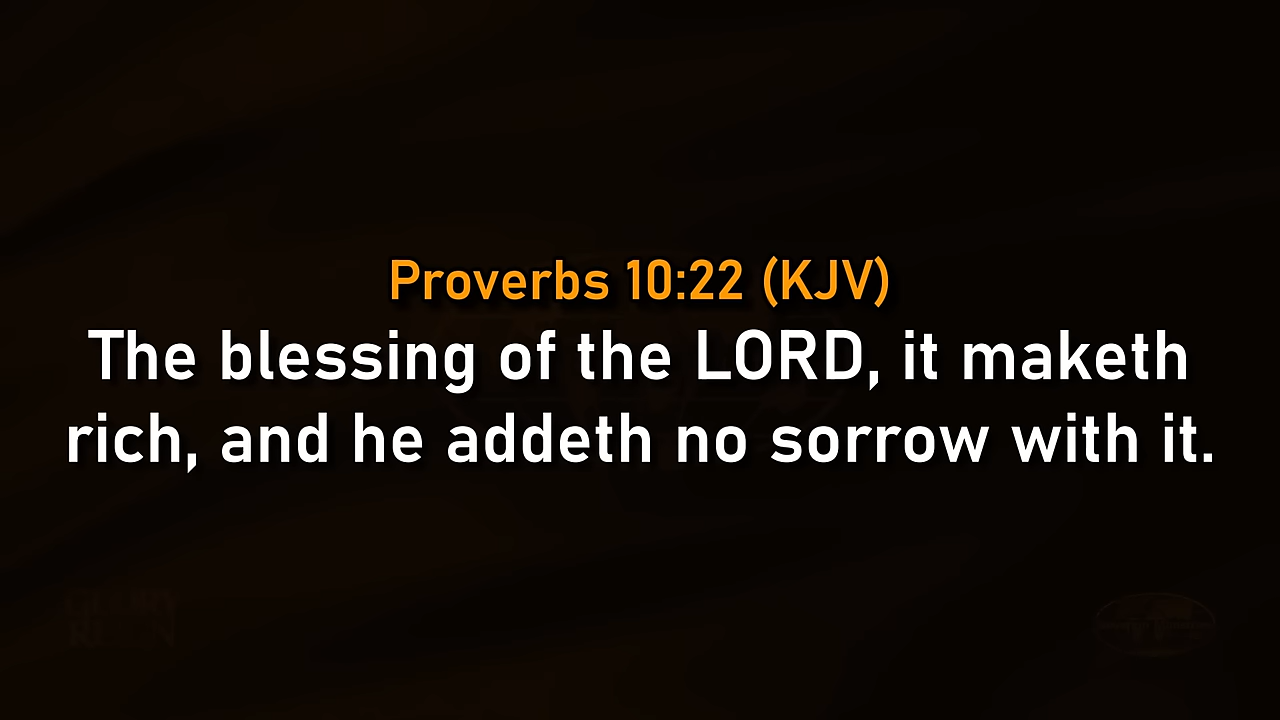 Proverbs 10:22 (KJV)
The blessing of the LORD, it maketh
rich, and he addeth no sorrow with it.